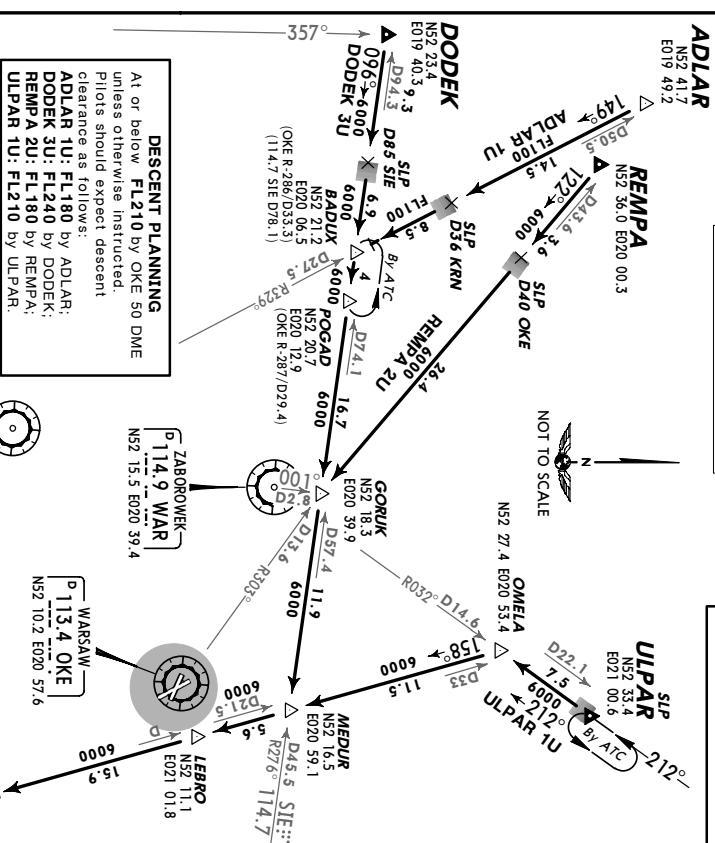 ADLAR
N52 41.7
E019 49.2
149°
D50.5
ADLAR 1U
FL100
14.5
SLP
D36 KRN
FL100
8.5
DODEK
N52 23.4
E019 40.3
357°
096°
D94.3
9.3
6000
DODEK 3U
SLP
D85 SIE
6.9
6000
BADUX
N52 21.2
E020 06.5
(OKE R-286/D33.3)
(114.7 SIE D78.1)
REMPA
N52 36.0 E020 00.3
122°
D43.6
6000
3.6
SLP
D40 OKE
26.4
6000
REMPA 2U
By ATC
4
6000
D27.5
R329°
POGAD
N52 20.7
E020 12.9
(OKE R-287/D29.4)
D74.1
16.7
6000
DESCENT PLANNING
At or below FL210 by OKE 50 DME
unless otherwise instructed.
Pilots should expect descent
clearance as follows:
ADLAR 1U: FL180 by ADLAR;
DODEK 3U: FL240 by DODEK;
REMPA 2U: FL180 by REMPA;
ULPAR 1U: FL210 by ULPAR.
NOT TO SCALE
N
GORUK
N52 18.3
E020 39.9
001°
D2.8
D57.4
11.9
6000
D13.6
R303°
ZABOROWEK
D 114.9 WAR
N52 15.5 E020 39.4
WARSAW
D 113.4 OKE
N52 10.2 E020 57.6
SLP
ULPAR
N52 33.4
E021 00.6
212°
By ATC
D22.1
7.5
6000
212°
ULPAR 1U
OMELA
N52 27.4 E020 53.4
R032° D14.6
158°
D33
6000
11.5
MEDUR
N52 16.5
E020 59.1
D45.5 SIE
R276° 114.7
D21.5
6000
5.6
LEBRO
N52 11.1
E021 01.8
D
6000
15.9